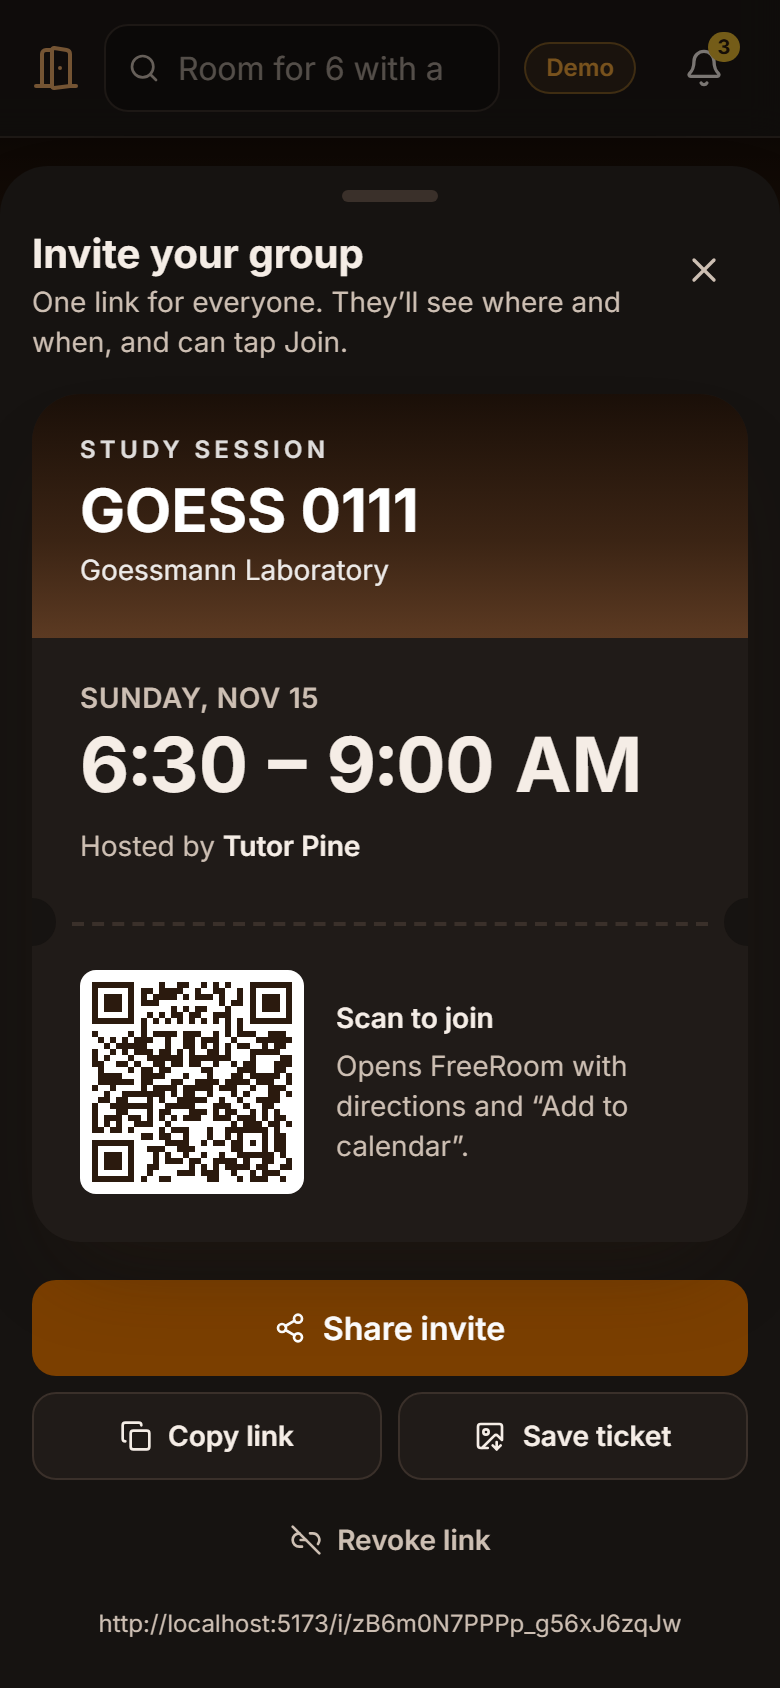 Room for 6 with a
Demo
3
Invite your group
One link for everyone. They’ll see where and
when, and can tap Join.
STUDY SESSION
GOESS 0111
Goessmann Laboratory
SUNDAY, NOV 15
6:30 – 9:00 AM
Hosted by Tutor Pine
Scan to join
Opens FreeRoom with
directions and “Add to
calendar”.
Share invite
Copy link
Save ticket
Revoke link
http://localhost:5173/i/zB6m0N7PPPp_g56xJ6zqJw